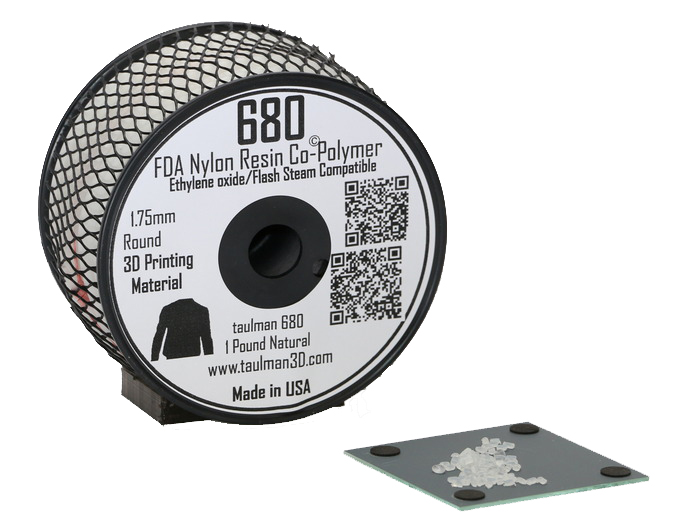 680
©
FDA Nylon Resin Co-Polymer
Ethylene oxide/Flash Steam Compatible
1.75mm
Round
3D Printing
Material
taulman 680
1 Pound Natural
www.taulman3D.com
Made in USA